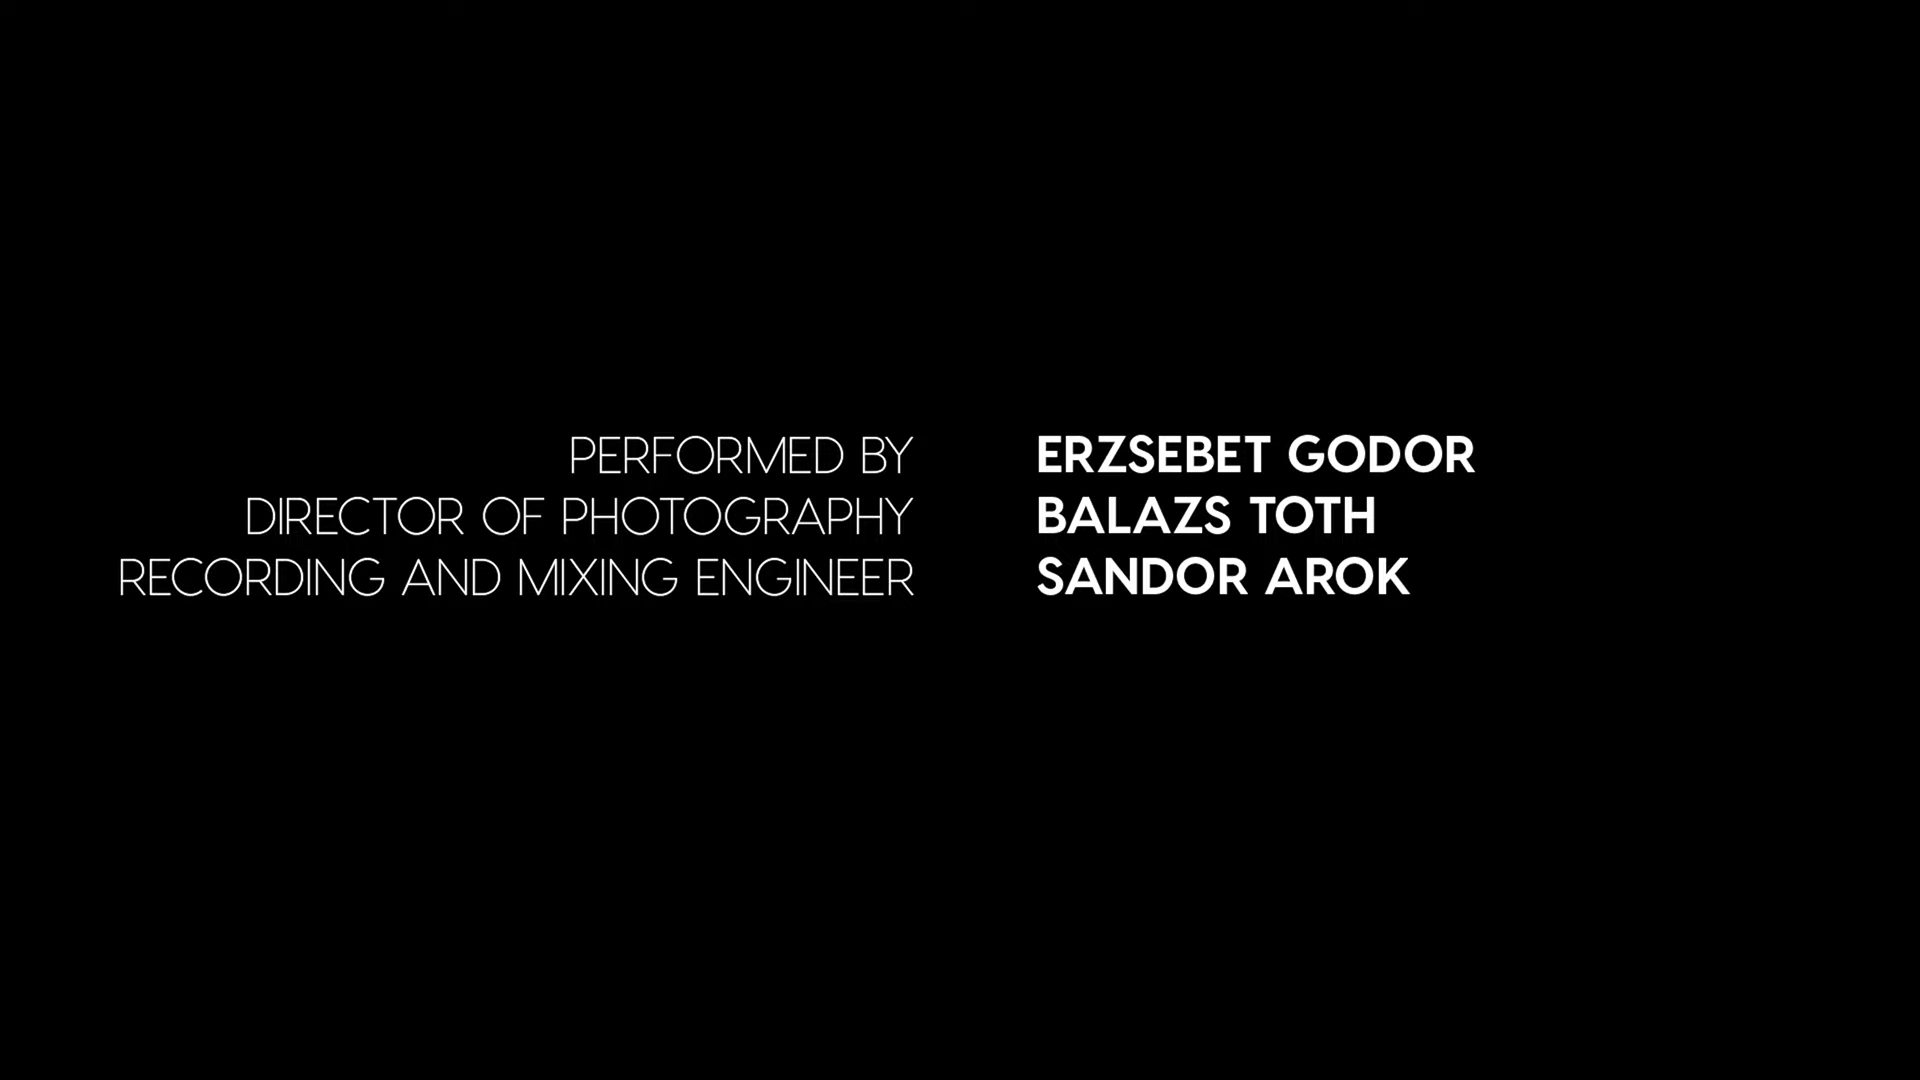 PERFORMED BY ERZSEBET GODOR
DIRECTOR OF PHOTOGRAPHY BALAZS TOTH
RECORDING AND MIXING ENGINEER SANDOR AROK